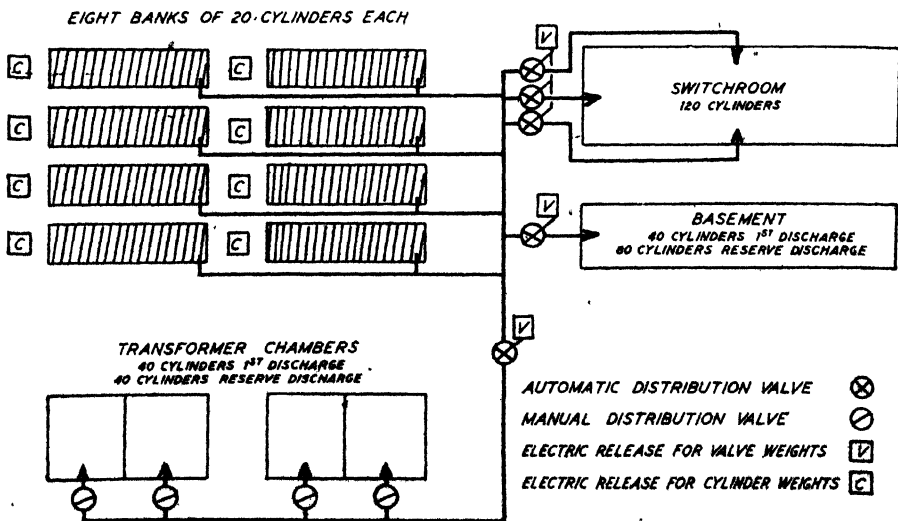 EIGHT BANKS OF 20·CYLINDERS EACH
C
C
V
SWITCHROOM
120 CYLINDERS
C
C
C
C
V
BASEMENT
40 CYLINDERS 1ST DISCHARGE
80 CYLINDERS RESERVE DISCHARGE
C
C
V
TRANSFORMER CHAMBERS
40 CYLINDERS 1ST DISCHARGE
40 CYLINDERS RESERVE DISCHARGE
AUTOMATIC DISTRIBUTION VALVE
MANUAL DISTRIBUTION VALVE
ELECTRIC RELEASE FOR VALVE WEIGHTS V
ELECTRIC RELEASE FOR CYLINDER WEIGHTS C